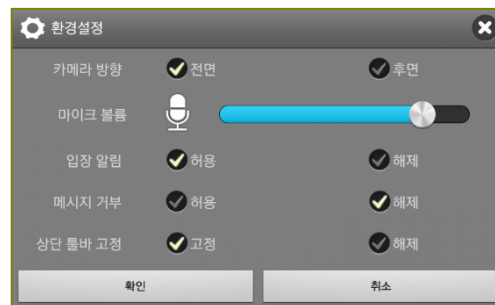 환경설정
카메라 방향 전면 후면
마이크 볼륨
입장 알림 허용 해제
메시지 거부 허용 해제
상단 툴바 고정 고정 해제
확인 취소